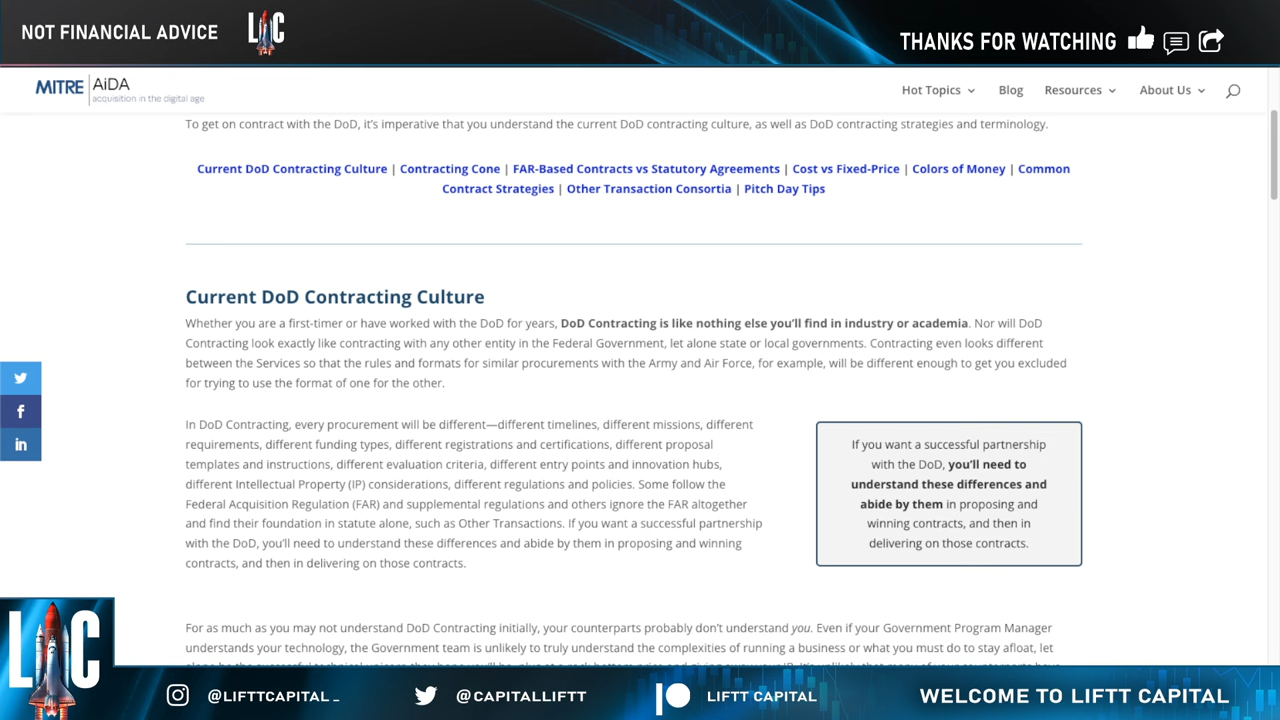 NOT FINANCIAL ADVICE
LC
THANKS FOR WATCHING
MITRE AiDA
acquisition in the digital age
Hot Topics
Blog
Resources
About Us
To get on contract with the DoD, it's imperative that you understand the current DoD contracting culture, as well as DoD contracting strategies and terminology.
Current DoD Contracting Culture | Contracting Cone | FAR-Based Contracts vs Statutory Agreements | Cost vs Fixed-Price | Colors of Money | Common
Contract Strategies | Other Transaction Consortia | Pitch Day Tips
Current DoD Contracting Culture
Whether you are a first-timer or have worked with the DoD for years, DoD Contracting is like nothing else you'll find in industry or academia. Nor will DoD
Contracting look exactly like contracting with any other entity in the Federal Government, let alone state or local governments. Contracting even looks different
between the Services so that the rules and formats for similar procurements with the Army and Air Force, for example, will be different enough to get you excluded
for trying to use the format of one for the other.
In DoD Contracting, every procurement will be different—different timelines, different missions, different
requirements, different funding types, different registrations and certifications, different proposal
templates and instructions, different evaluation criteria, different entry points and innovation hubs,
different Intellectual Property (IP) considerations, different regulations and policies. Some follow the
Federal Acquisition Regulation (FAR) and supplemental regulations and others ignore the FAR altogether
and find their foundation in statute alone, such as Other Transactions. If you want a successful partnership
with the DoD, you'll need to understand these differences and abide by them in proposing and winning
contracts, and then in delivering on those contracts.
If you want a successful partnership
with the DoD, you'll need to
understand these differences and
abide by them in proposing and
winning contracts, and then in
delivering on those contracts.
For as much as you may not understand DoD Contracting initially, your counterparts probably don't understand you. Even if your Government Program Manager
understands your technology, the Government team is unlikely to truly understand the complexities of running a business or what you must do to stay afloat, let
LC
@LIFTTCAPITAL_
@CAPITALLIFTT
LIFTT CAPITAL
WELCOME TO LIFTT CAPITAL